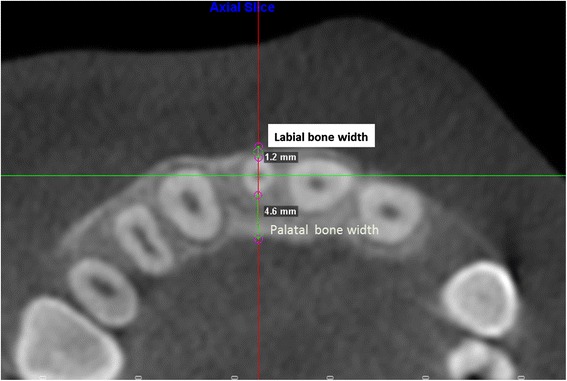 Axial Slice
Labial bone width
1.2 mm
4.6 mm
Palatal bone width